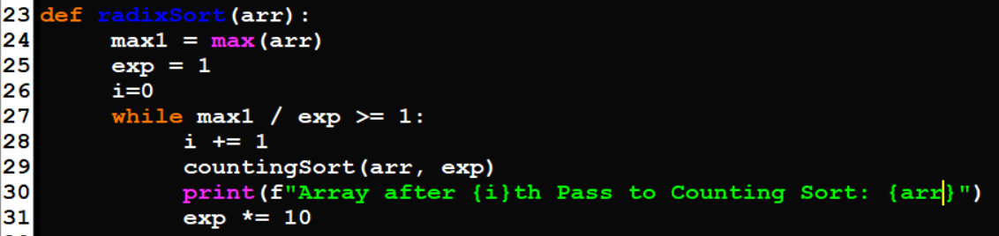 23 def radixSort(arr):
24 max1 = max(arr)
25 exp = 1
26 i=0
27 while max1 / exp >= 1:
28 i += 1
29 countingSort(arr, exp)
30 print(f"Array after {i}th Pass to Counting Sort: {arr}")
31 exp *= 10